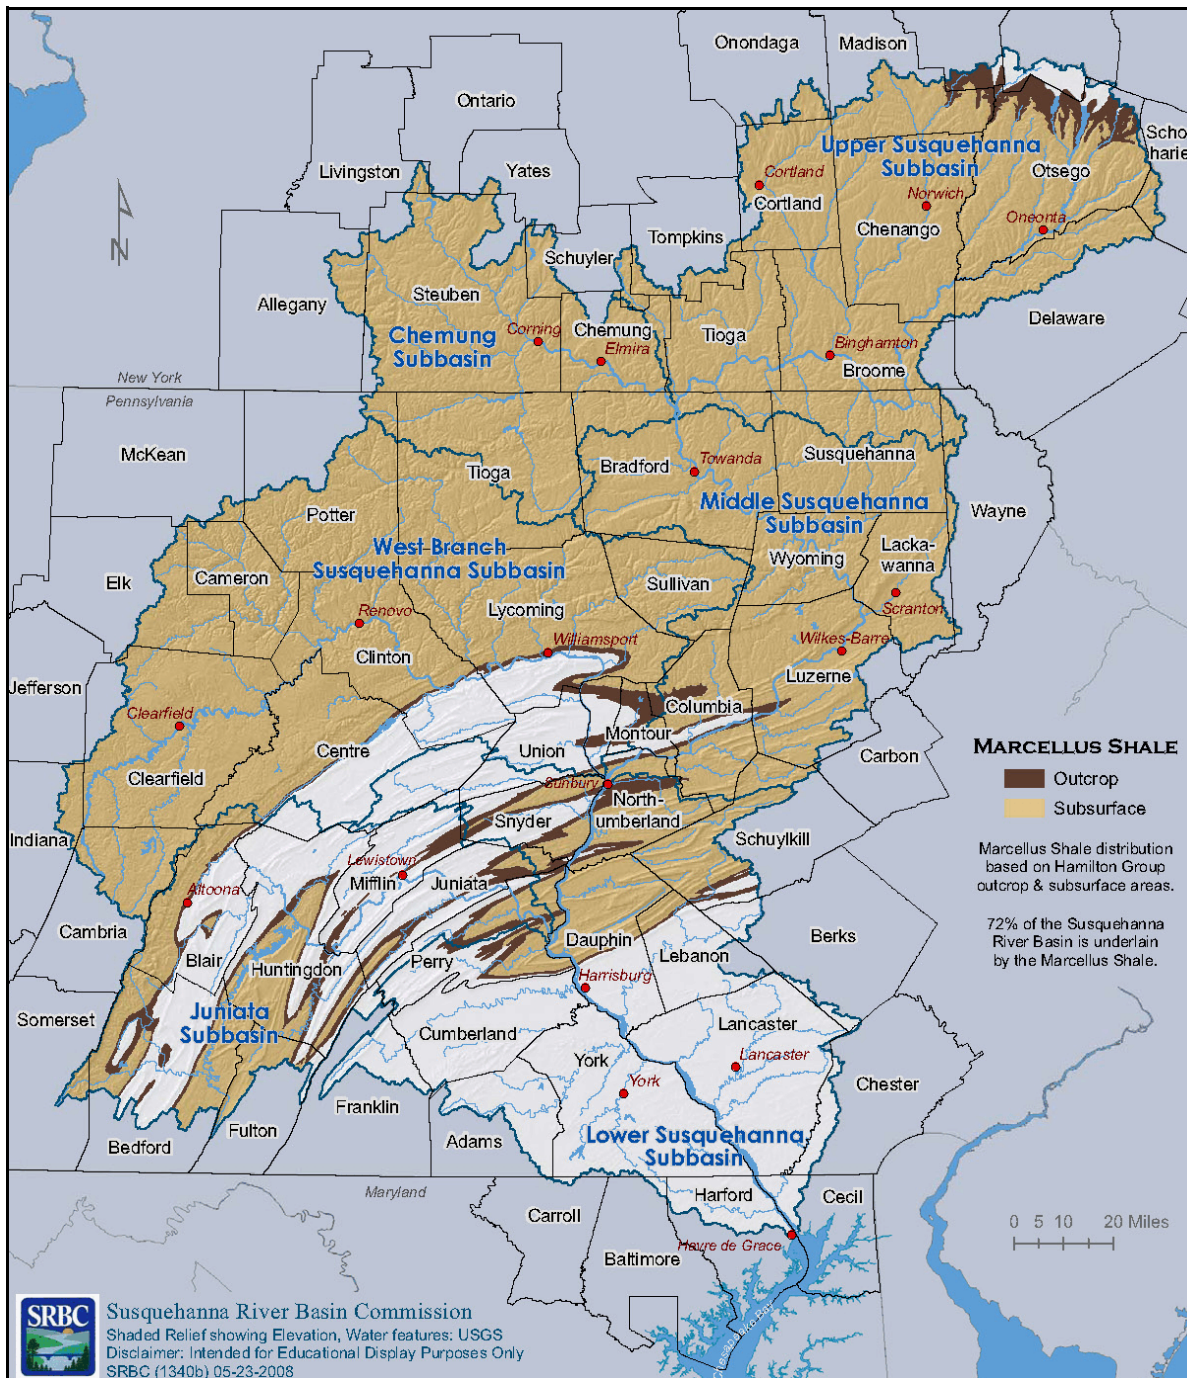 Onondaga
Madison
Ontario
Livingston
Yates
Cortland
Cortland
Upper Susquehanna
Subbasin
Otsego
Scho
harie
Norwich
Chenango
Oneonta
Tompkins
Schuyler
Steuben
Allegany
Chemung
Subbasin
Corning
Chemung
Elmira
Tioga
Binghamton
Broome
Delaware
N
New York
Pennsylvania
McKean
Tioga
Bradford
Towanda
Susquehanna
Middle Susquehanna
Subbasin
Wayne
Potter
West Branch
Susquehanna Subbasin
Elk
Cameron
Wyoming
Lacka-
wanna
Scranton
Sullivan
Lycoming
Renovo
Williamsport
Clinton
Wilkes-Barre
Luzerne
Jefferson
Clearfield
Clearfield
Centre
Union
Montour
Columbia
Carbon
Sunbury
North-
umberland
Snyder
Schuylkill
Indiana
Lewistown
Mifflin
Juniata
Altoona
Cambria
Blair
Huntingdon
Perry
Dauphin
Lebanon
Berks
Harrisburg
Somerset
Juniata
Subbasin
Cumberland
Lancaster
York
Lancaster
York
Chester
Franklin
Fulton
Bedford
Adams
Lower Susquehanna
Subbasin
Maryland
Harford
Cecil
Carroll
Baltimore
Havre de Grace
Chesapeake Bay
MARCELLUS SHALE
Outcrop
Subsurface
Marcellus Shale distribution
based on Hamilton Group
outcrop & subsurface areas.
72% of the Susquehanna
River Basin is underlain
by the Marcellus Shale.
0 5 10 20 Miles
SRBC
Susquehanna River Basin Commission
Shaded Relief showing Elevation, Water features: USGS
Disclaimer: Intended for Educational Display Purposes Only
SRBC (1340b) 05-23-2008